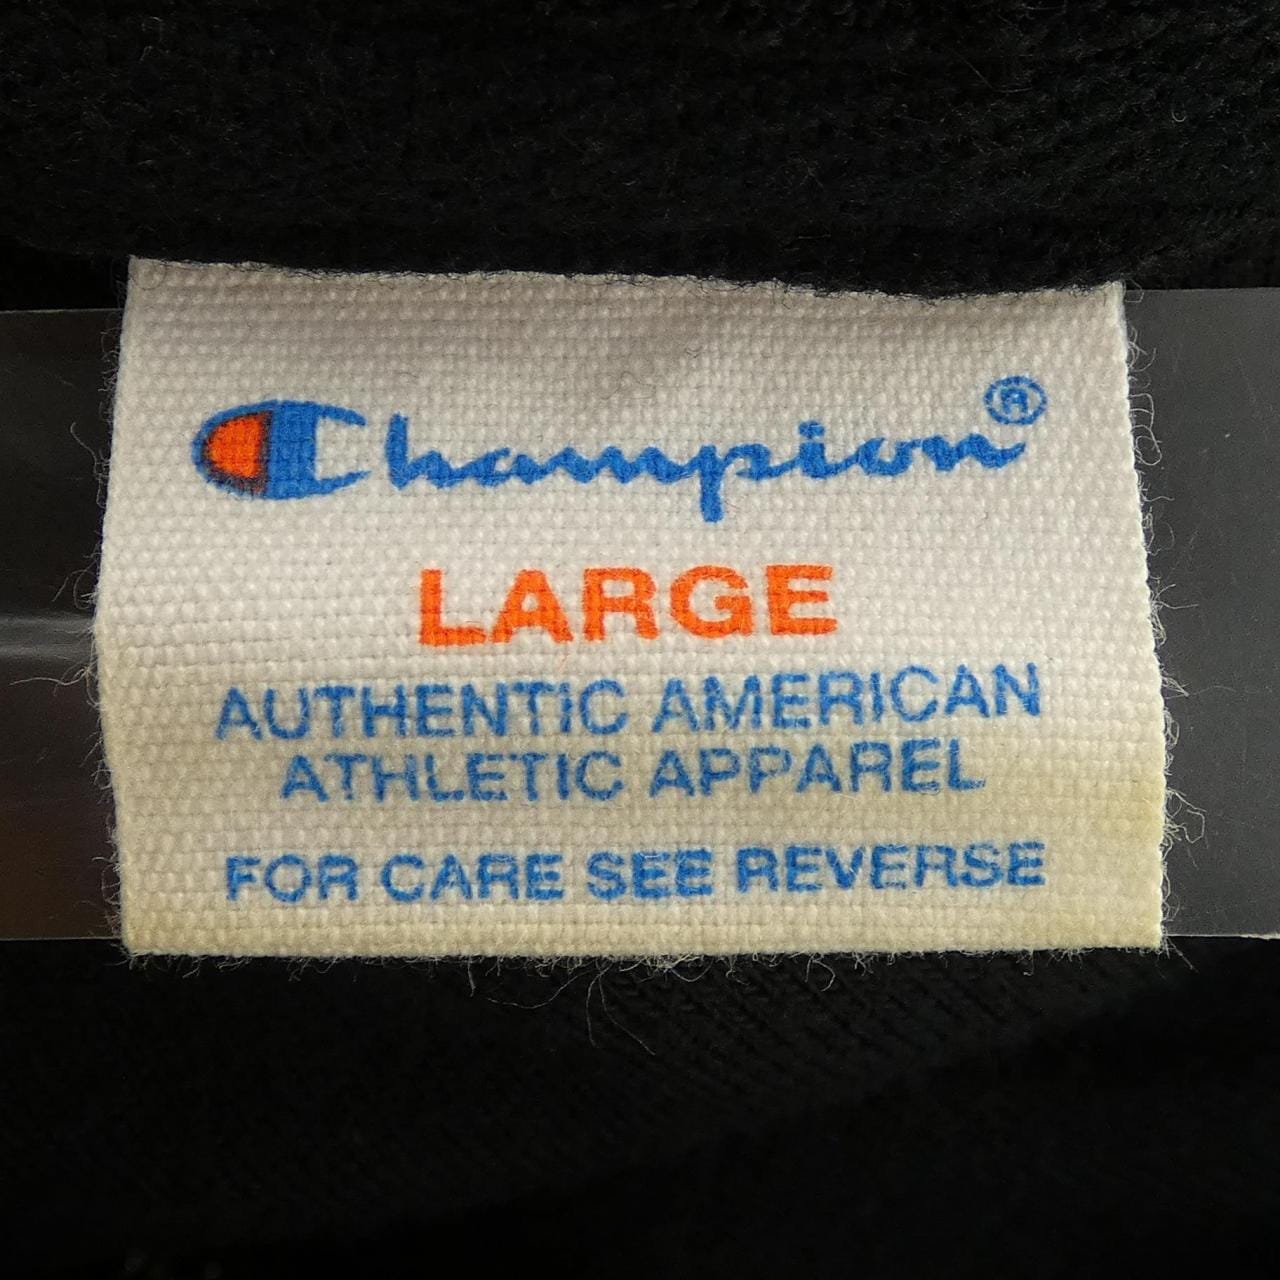 Champion®
LARGE
AUTHENTIC AMERICAN
ATHLETIC APPAREL
FOR CARE SEE REVERSE